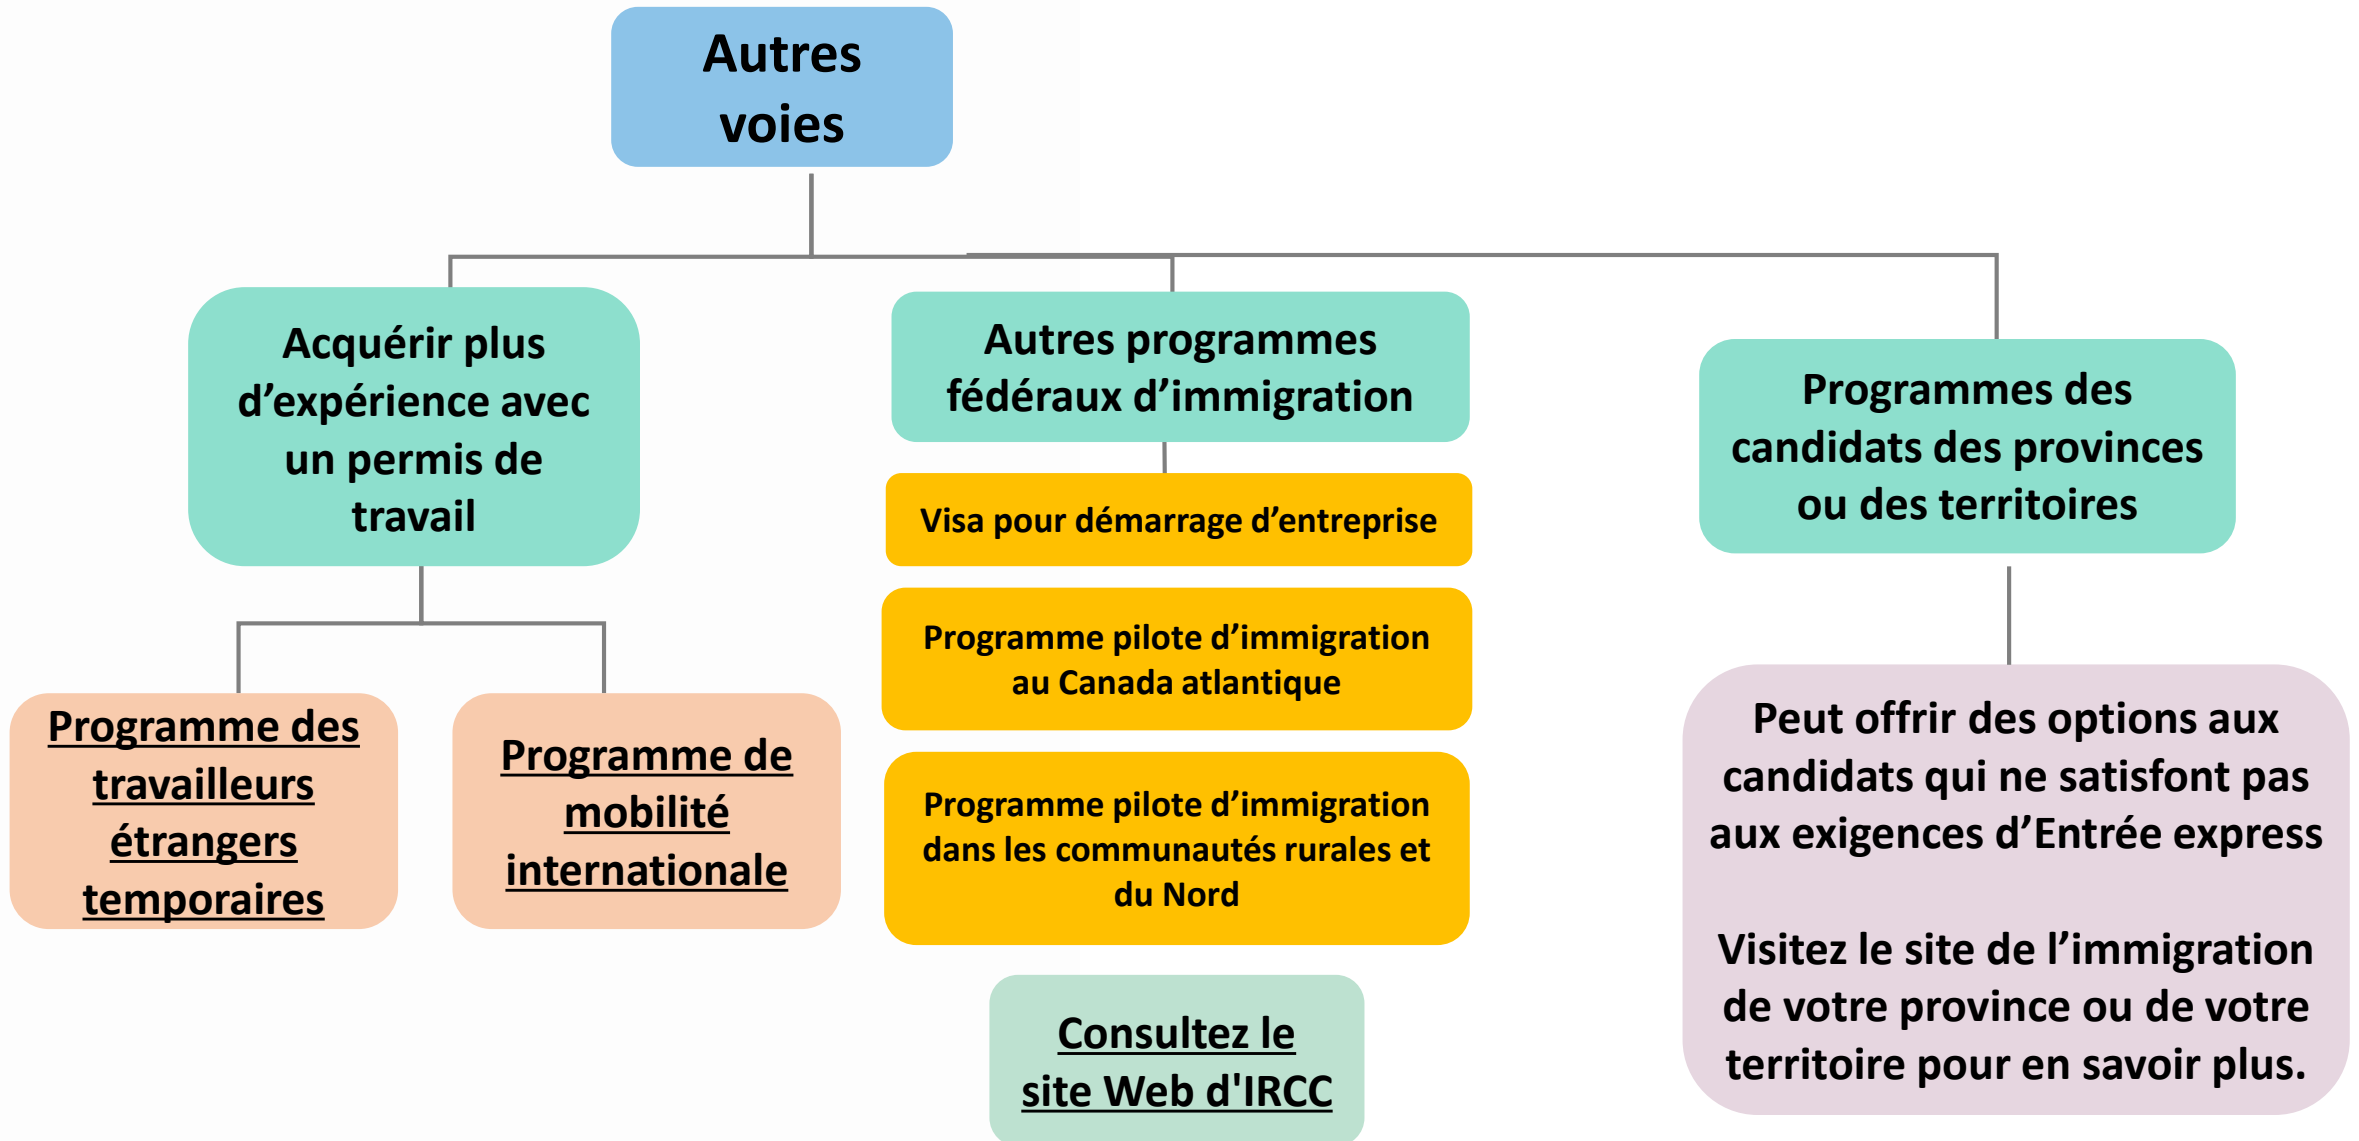 Autres
voies
Acquérir plus
d’expérience avec
un permis de
travail
Programme des
travailleurs
étrangers
temporaires
Programme de
mobilité
internationale
Autres programmes
fédéraux d’immigration
Visa pour démarrage d’entreprise
Programme pilote d’immigration
au Canada atlantique
Programme pilote d’immigration
dans les communautés rurales et
du Nord
Consultez le
site Web d'IRCC
Programmes des
candidats des provinces
ou des territoires
Peut offrir des options aux
candidats qui ne satisfont pas
aux exigences d’Entrée express
Visitez le site de l’immigration
de votre province ou de votre
territoire pour en savoir plus.